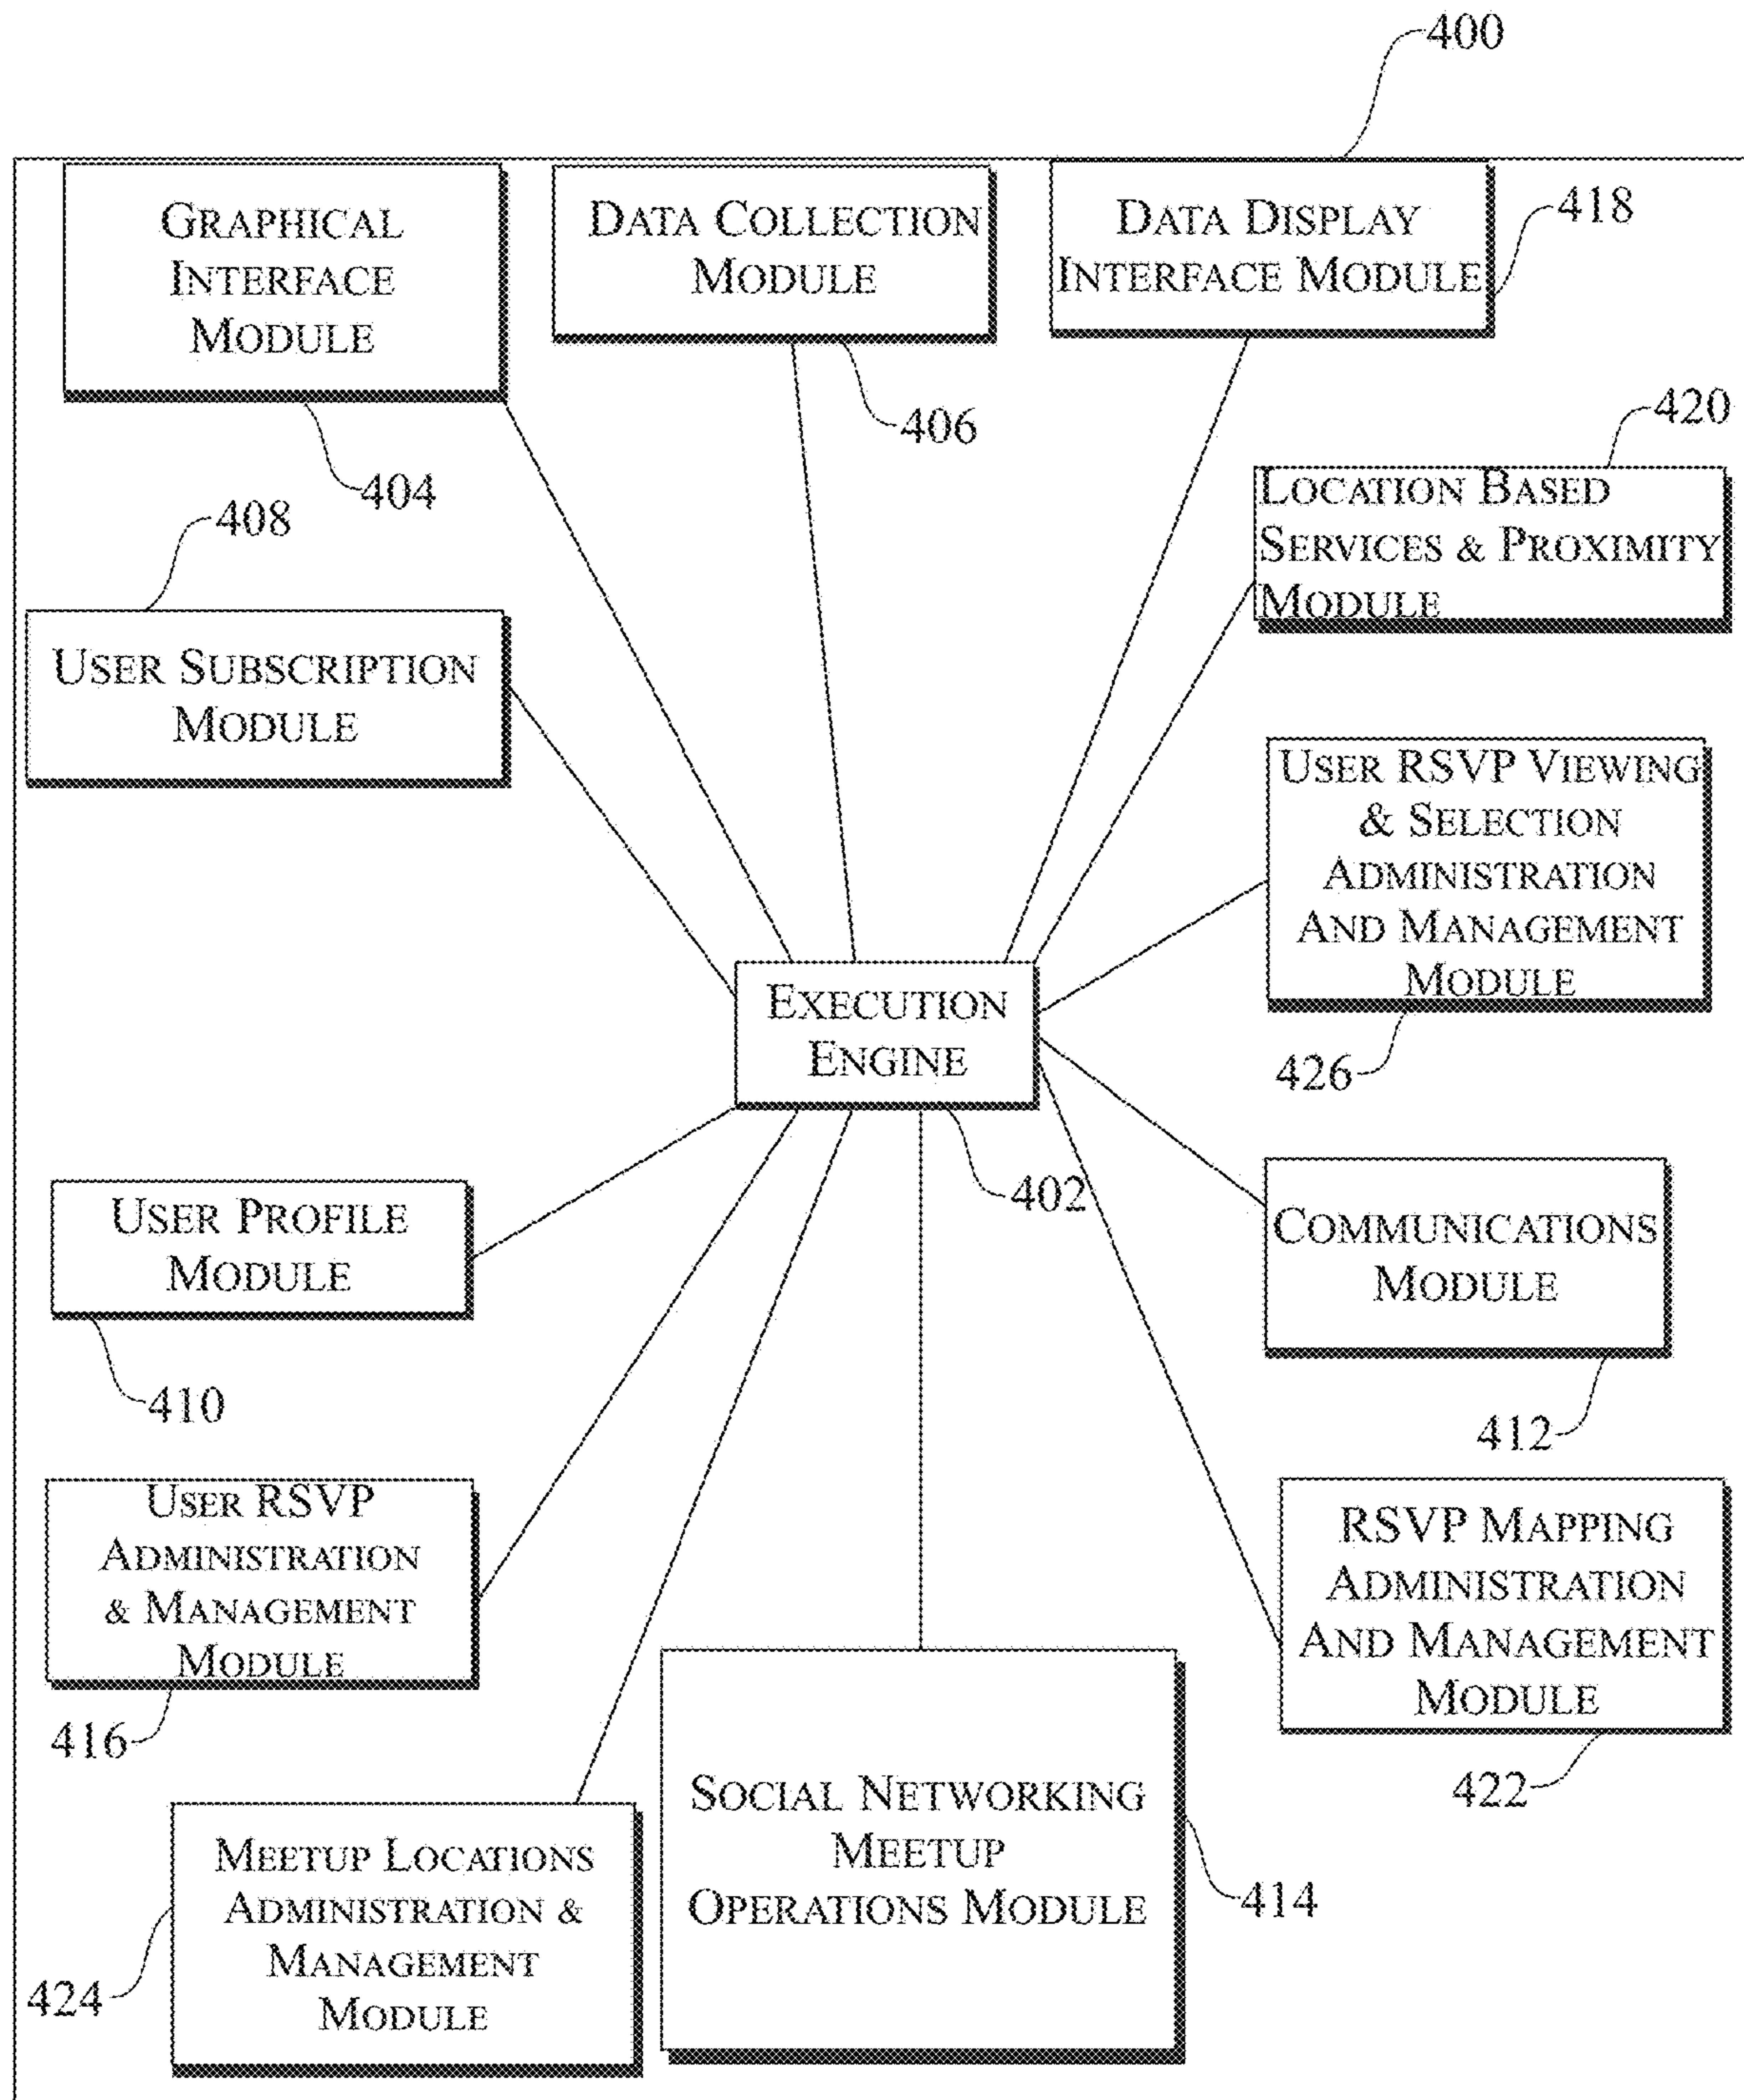 400
GRAPHICAL
INTERFACE
MODULE
404
DATA COLLECTION
MODULE
406
DATA DISPLAY
INTERFACE MODULE
418
420
LOCATION BASED
SERVICES & PROXIMITY
MODULE
408
USER SUBSCRIPTION
MODULE
USER RSVP VIEWING
& SELECTION
ADMINISTRATION
AND MANAGEMENT
MODULE
426
EXECUTION
ENGINE
402
USER PROFILE
MODULE
410
COMMUNICATIONS
MODULE
412
USER RSVP
ADMINISTRATION
& MANAGEMENT
MODULE
416
RSVP MAPPING
ADMINISTRATION
AND MANAGEMENT
MODULE
422
SOCIAL NETWORKING
MEETUP
OPERATIONS MODULE
414
MEETUP LOCATIONS
ADMINISTRATION &
MANAGEMENT
MODULE
424